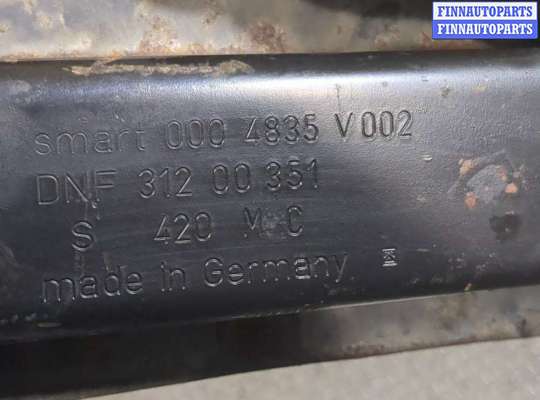 FINNAUTOPARTS
FINNAUTOPARTS
smart 000 4835 V002
DNF 312 00 351
S 420 M C
made in Germany